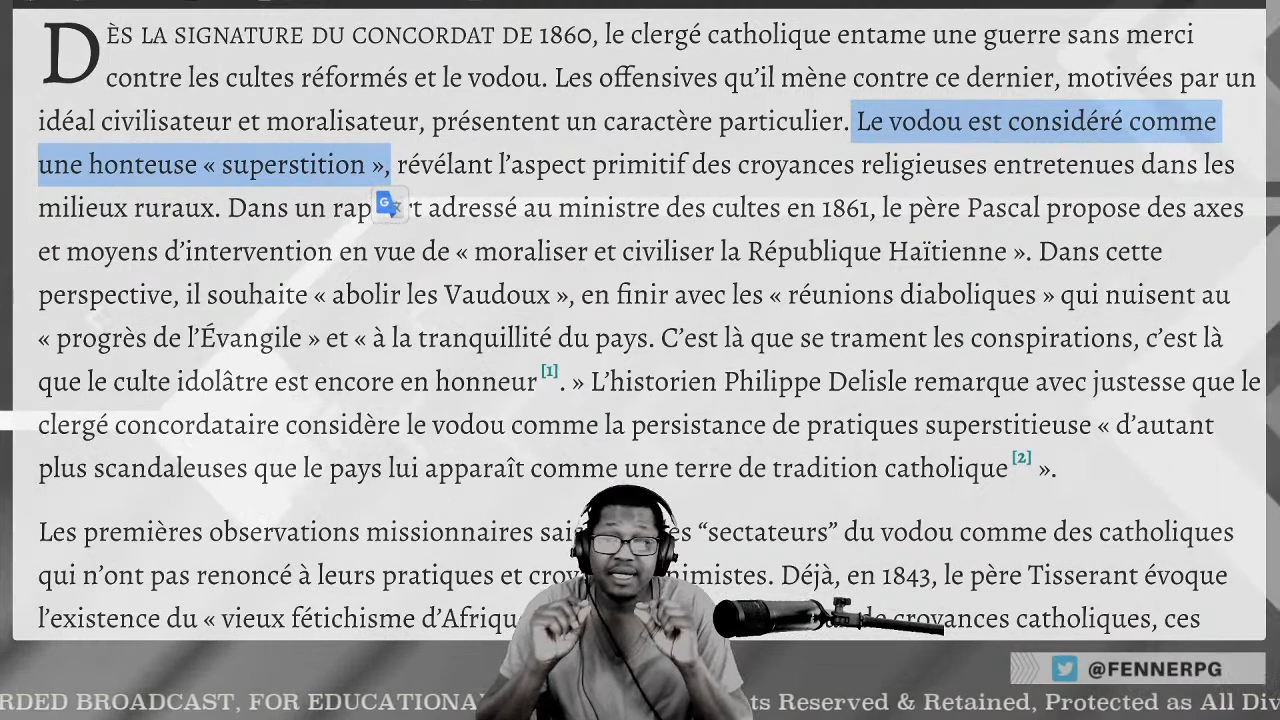 DÈS LA SIGNATURE DU CONCORDAT DE 1860, le clergé catholique entame une guerre sans merci
contre les cultes réformés et le vodou. Les offensives qu’il mène contre ce dernier, motivées par un
idéal civilisateur et moralisateur, présentent un caractère particulier. Le vodou est considéré comme
une honteuse « superstition », révélant l’aspect primitif des croyances religieuses entretenues dans les
milieux ruraux. Dans un rap rt adressé au ministre des cultes en 1861, le père Pascal propose des axes
et moyens d’intervention en vue de « moraliser et civiliser la République Haïtienne ». Dans cette
perspective, il souhaite « abolir les Vaudoux », en finir avec les « réunions diaboliques » qui nuisent au
« progrès de l’Évangile » et « à la tranquillité du pays. C’est là que se trament les conspirations, c’est là
que le culte idolâtre est encore en honneur [1]. » L’historien Philippe Delisle remarque avec justesse que le
clergé concordataire considère le vodou comme la persistance de pratiques superstitieuse « d’autant
plus scandaleuses que le pays lui apparaît comme une terre de tradition catholique [2] ».
Les premières observations missionnaires es “sectateurs” du vodou comme des catholiques
qui n’ont pas renoncé à leurs pratiques et nimistes. Déjà, en 1843, le père Tisserant évoque
l’existence du « vieux fétichisme d’Afriqu de croyances catholiques, ces
@FENNERPG
RDED BROADCAST, FOR EDUCATIONA ts Reserved & Retained, Protected as All Div